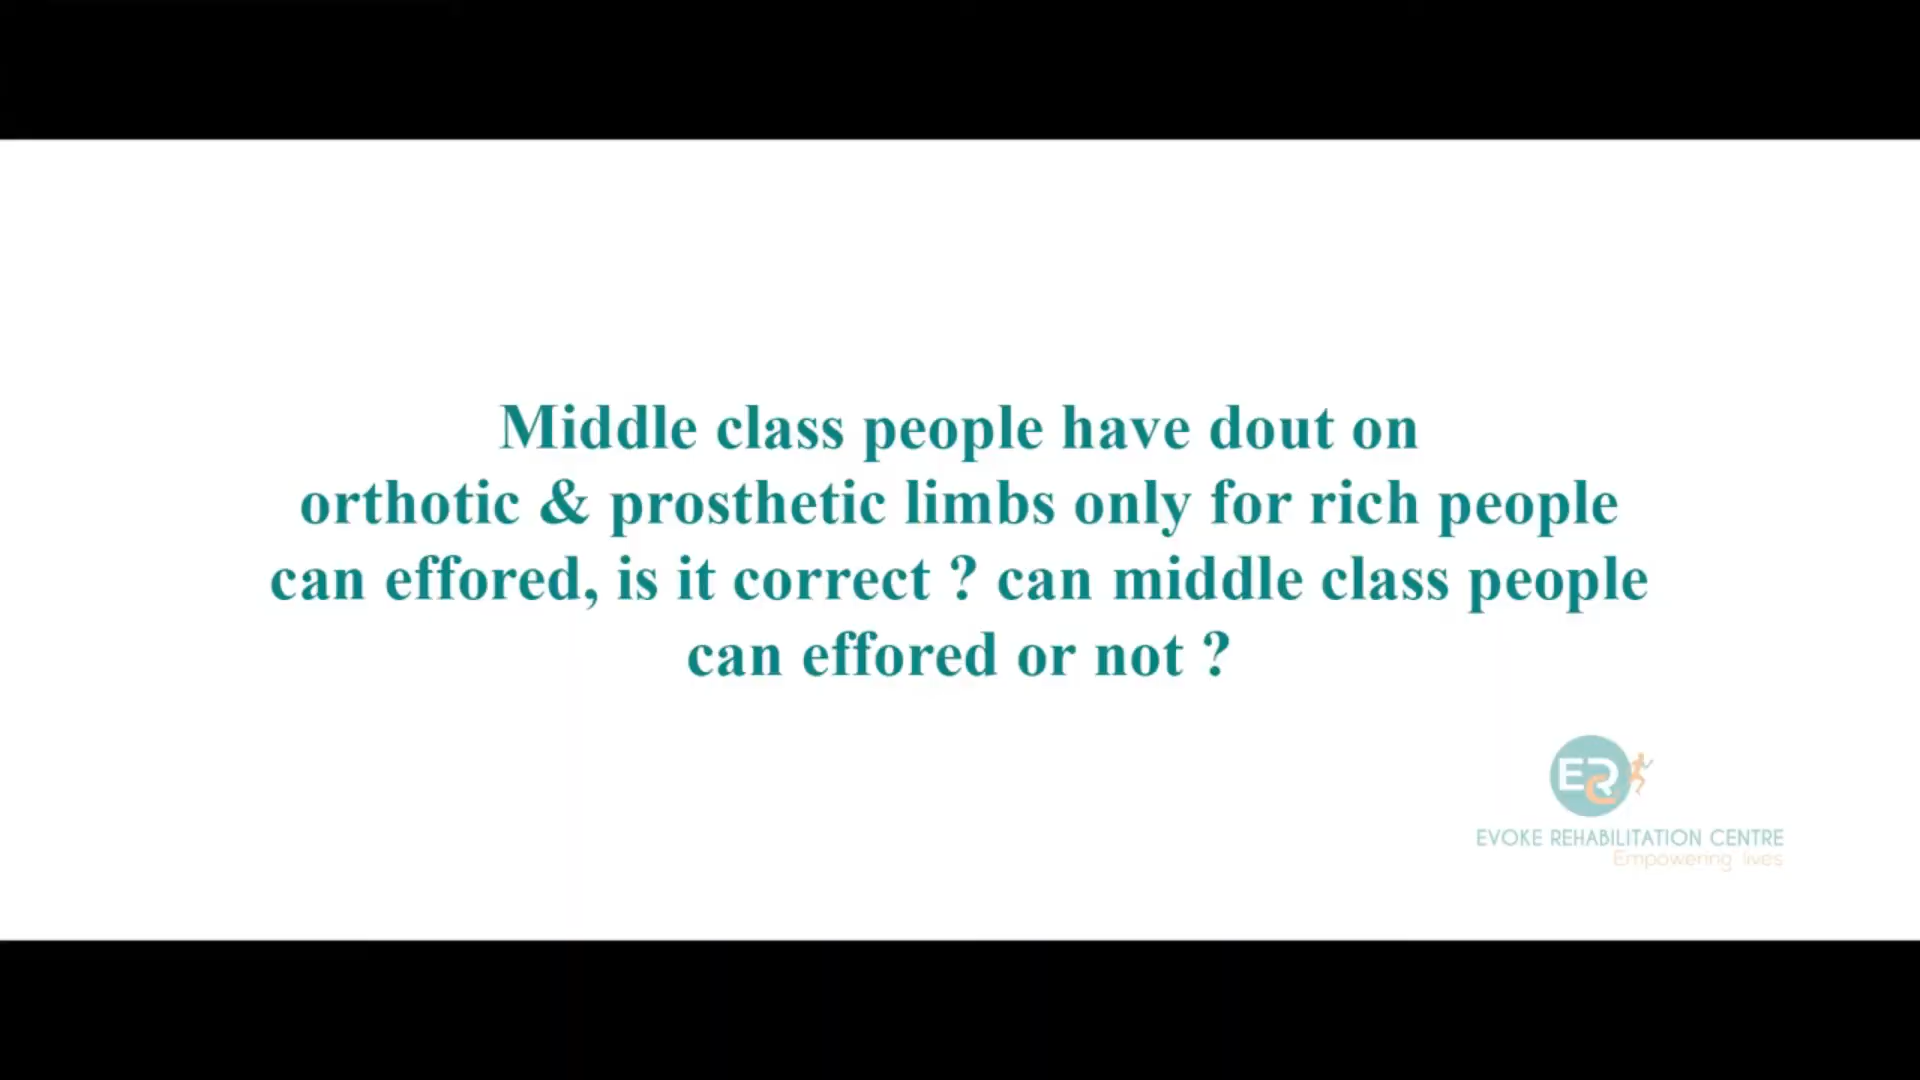 Middle class people have dout on
orthotic & prosthetic limbs only for rich people
can effored, is it correct ? can middle class people
can effored or not ?
ERC
EVOKE REHABILITATION CENTRE
Empowering lives